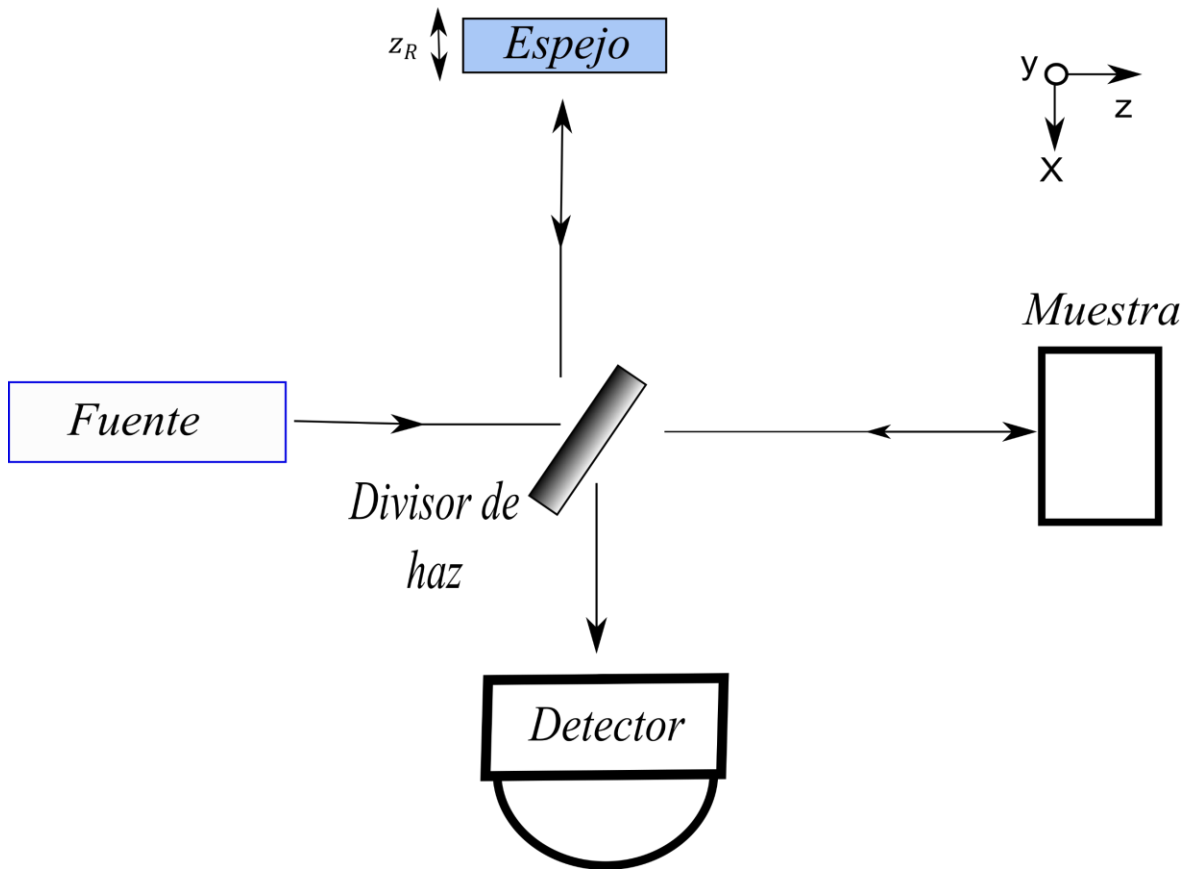 z_R
Espejo
y
z
x
Muestra
Fuente
Divisor de
haz
Detector